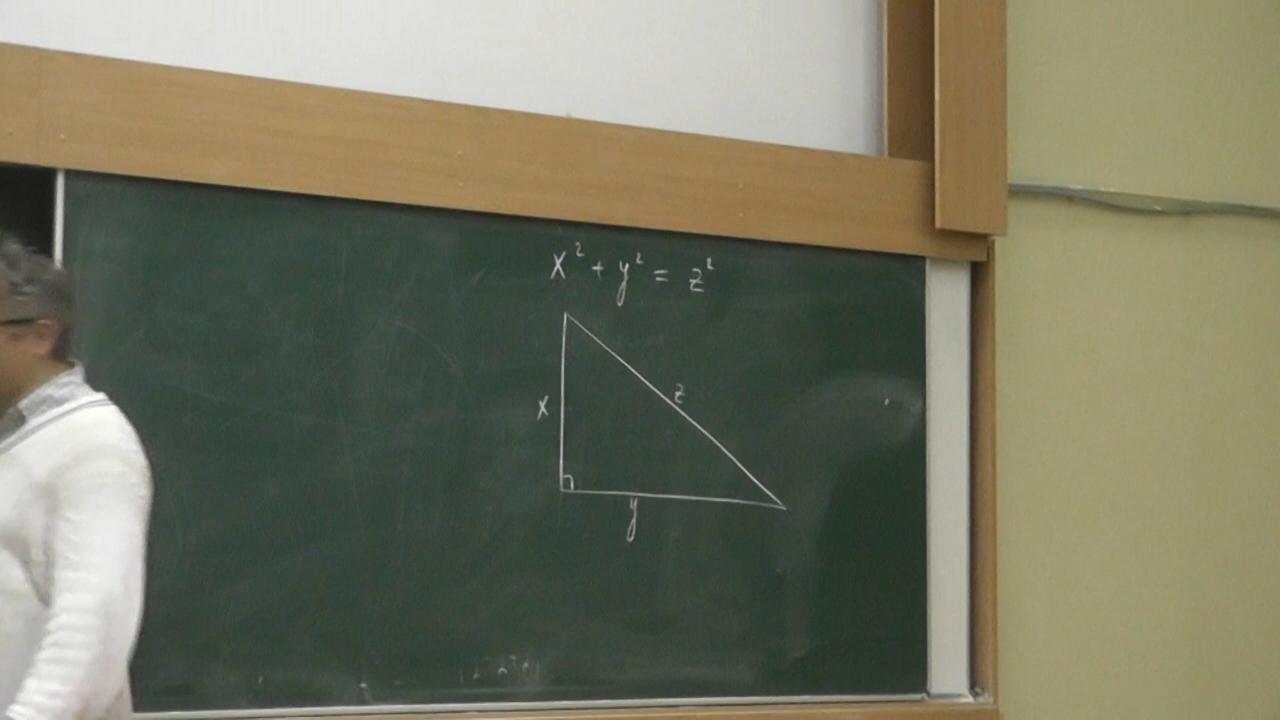 x² + y² = z²
x
z
y